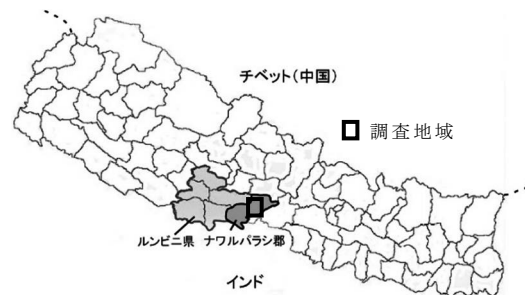 チベット（中国）
調査地域
ルンビニ県 ナワルパラシ郡
インド